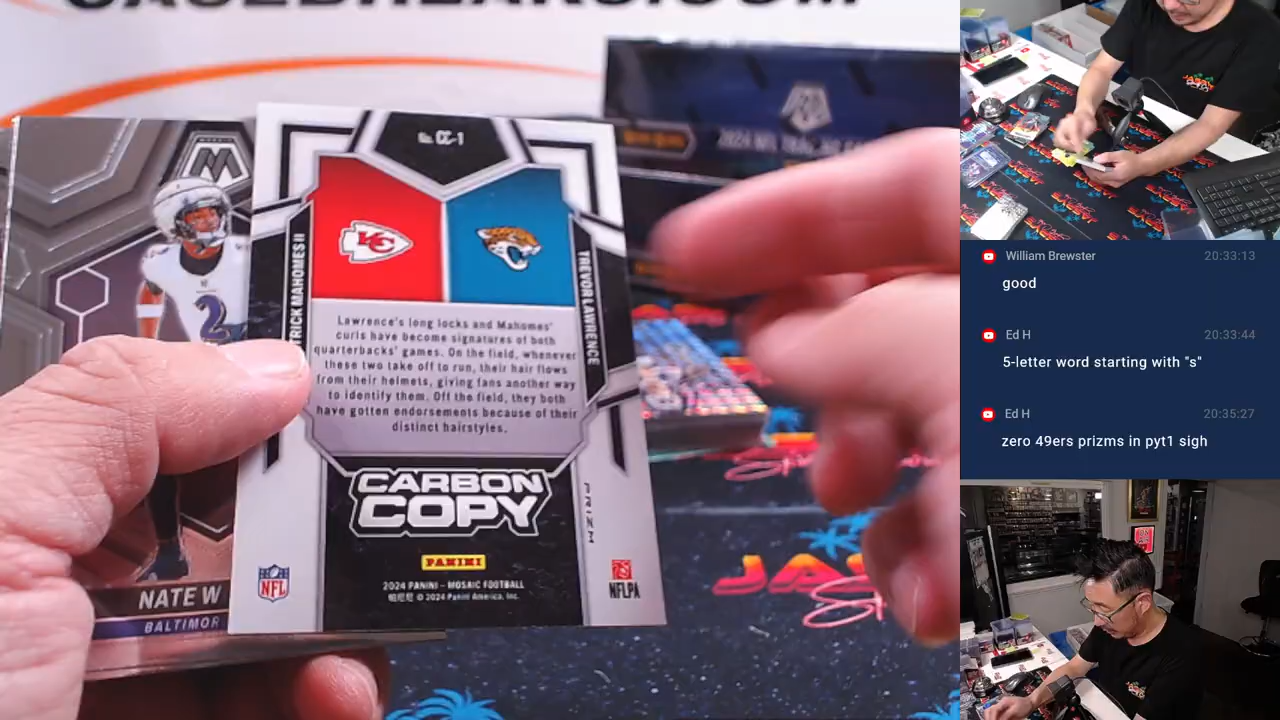 No. CC-1
KC
TRICK MAHOMES II
TREVOR LAWRENCE
Lawrence's long locks and Mahomes'
curls have become signatures of both
quarterbacks' games. On the field, whenever
these two take off to run, their hair flows
from their helmets, giving fans another way
to identify them. Off the field, they both
have gotten endorsements because of their
distinct hairstyles.
CARBON
COPY
PRIZM
PANINI
2024 PANINI - MOSAIC FOOTBALL
© 2024 Panini America, Inc.
NFL
NFLPA
M
2
NATE W
BALTIMOR
William Brewster 20:33:13
good
Ed H 20:33:44
5-letter word starting with "s"
Ed H 20:35:27
zero 49ers prizms in pyt1 sigh